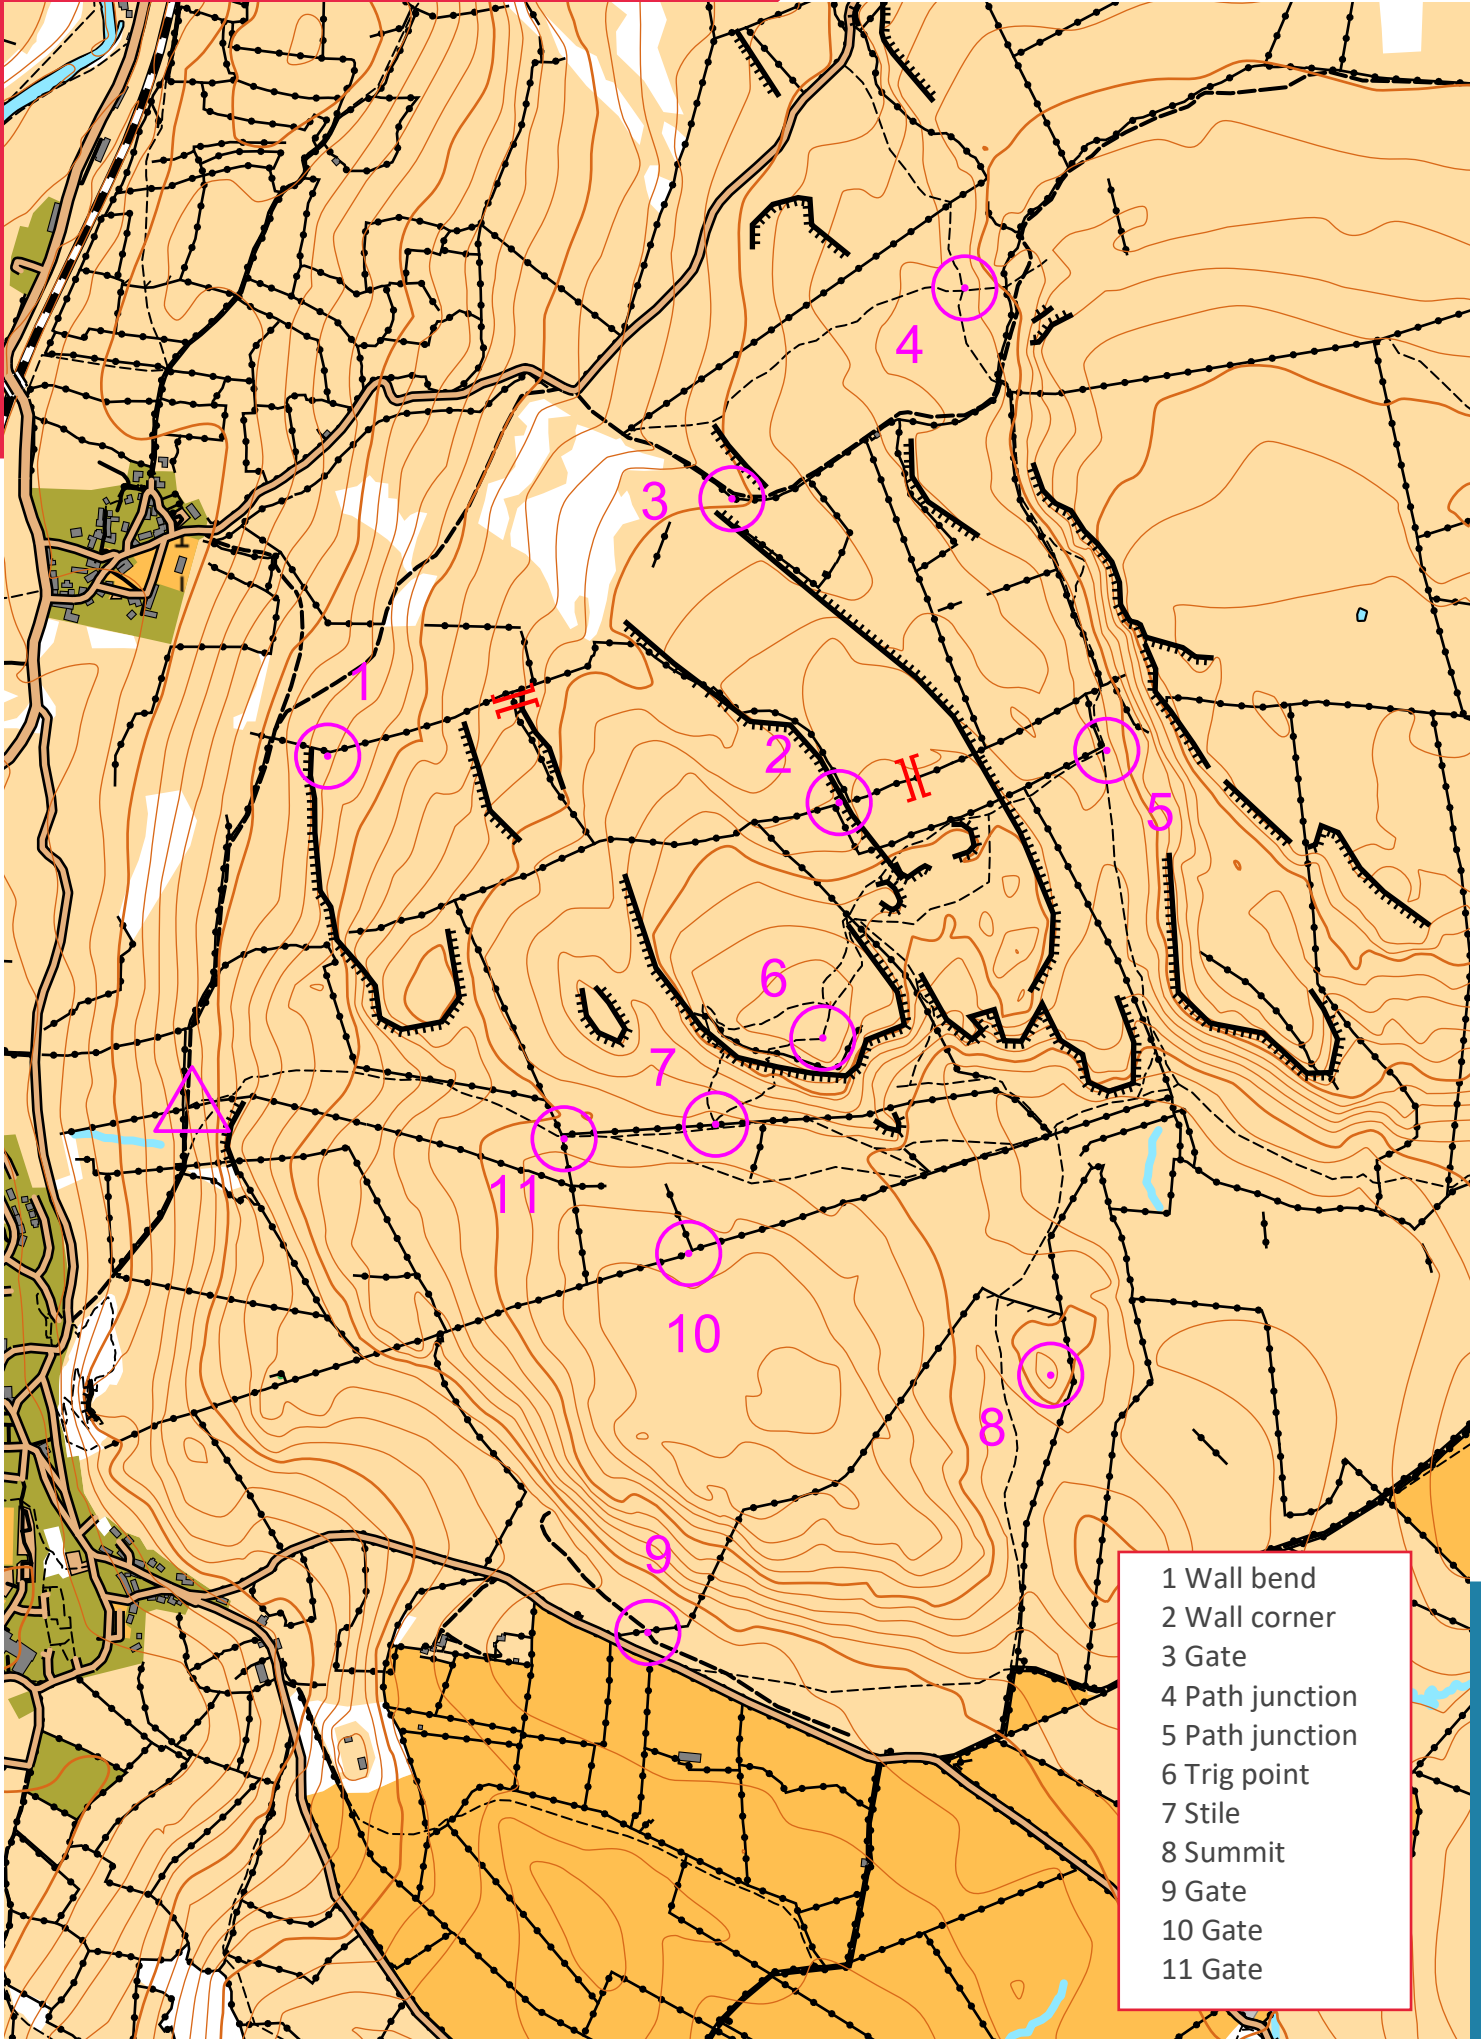 4
3
1
2
5
6
7
11
10
8
9
1 Wall bend
2 Wall corner
3 Gate
4 Path junction
5 Path junction
6 Trig point
7 Stile
8 Summit
9 Gate
10 Gate
11 Gate